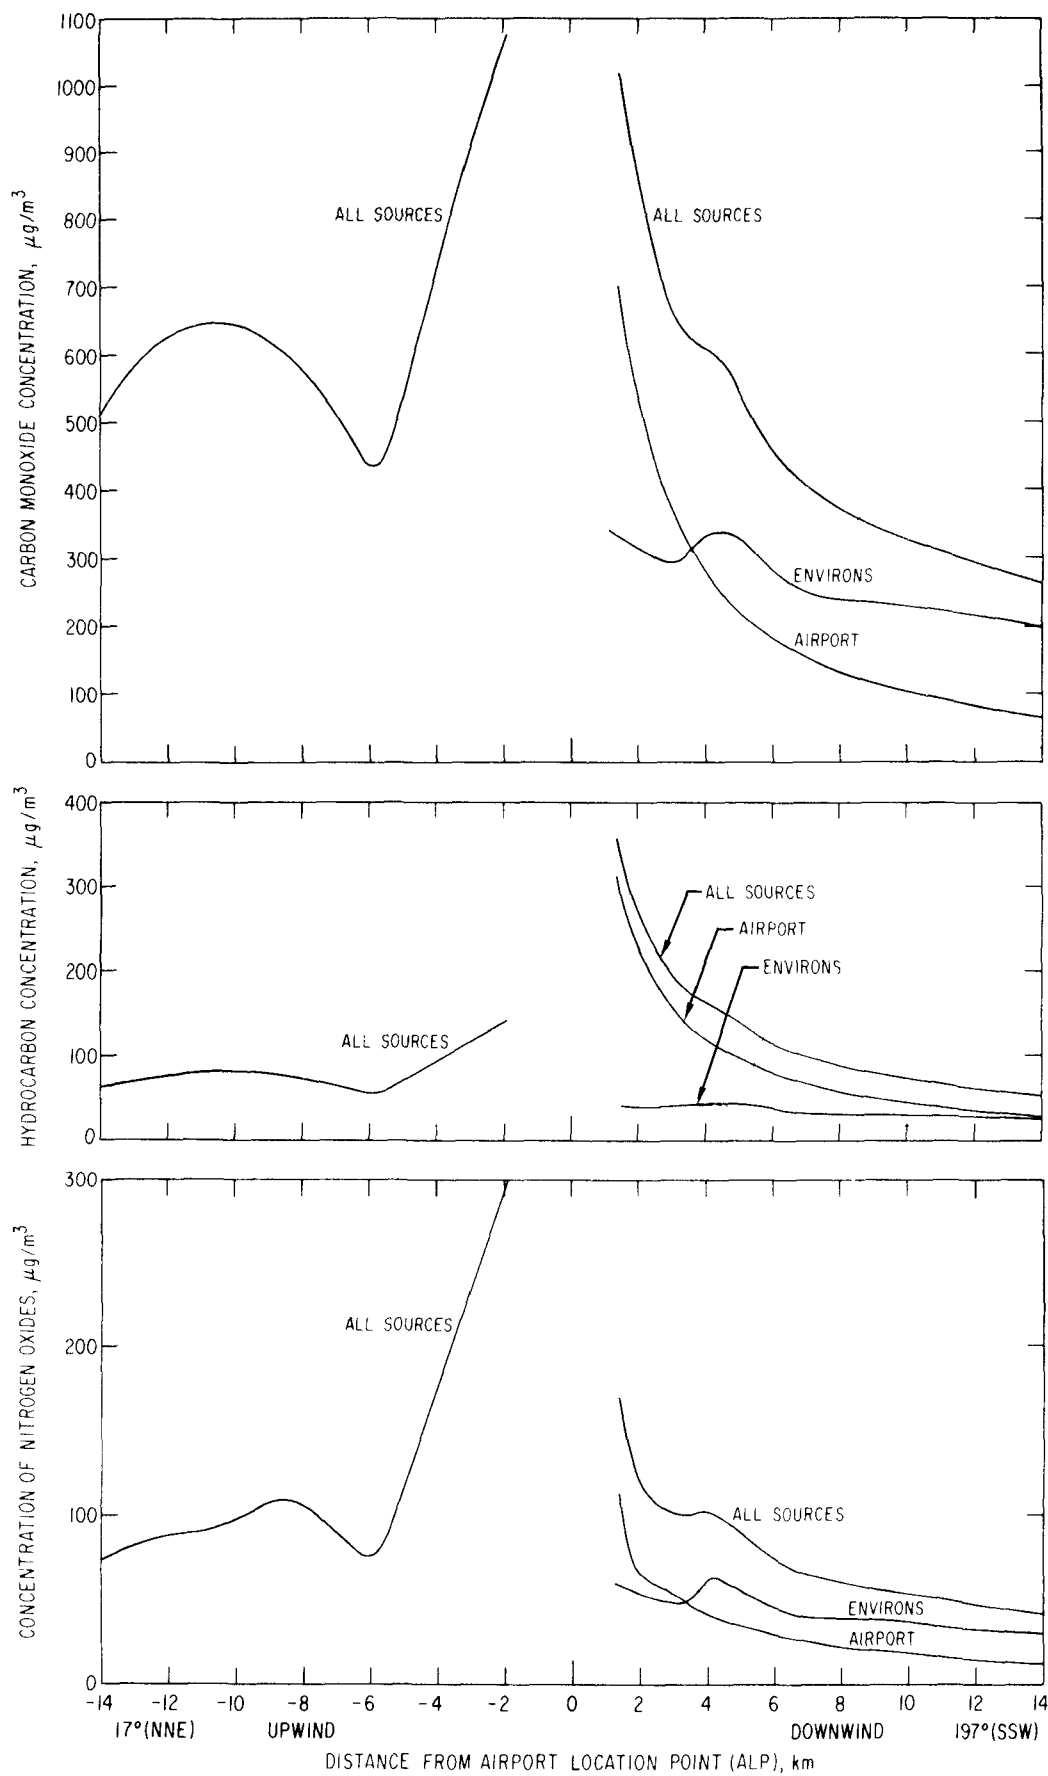 1100
1000
900
800
700
600
500
400
300
200
100
0
CARBON MONOXIDE CONCENTRATION, μg/m³
ALL SOURCES
ALL SOURCES
ENVIRONS
AIRPORT
400
300
200
100
0
HYDROCARBON CONCENTRATION, μg/m³
ALL SOURCES
ALL SOURCES
AIRPORT
ENVIRONS
300
200
100
0
CONCENTRATION OF NITROGEN OXIDES, μg/m³
ALL SOURCES
ALL SOURCES
ENVIRONS
AIRPORT
-14 -12 -10 -8 -6 -4 -2 0 2 4 6 8 10 12 14
17°(NNE) UPWIND DOWNWIND 197°(SSW)
DISTANCE FROM AIRPORT LOCATION POINT (ALP), km